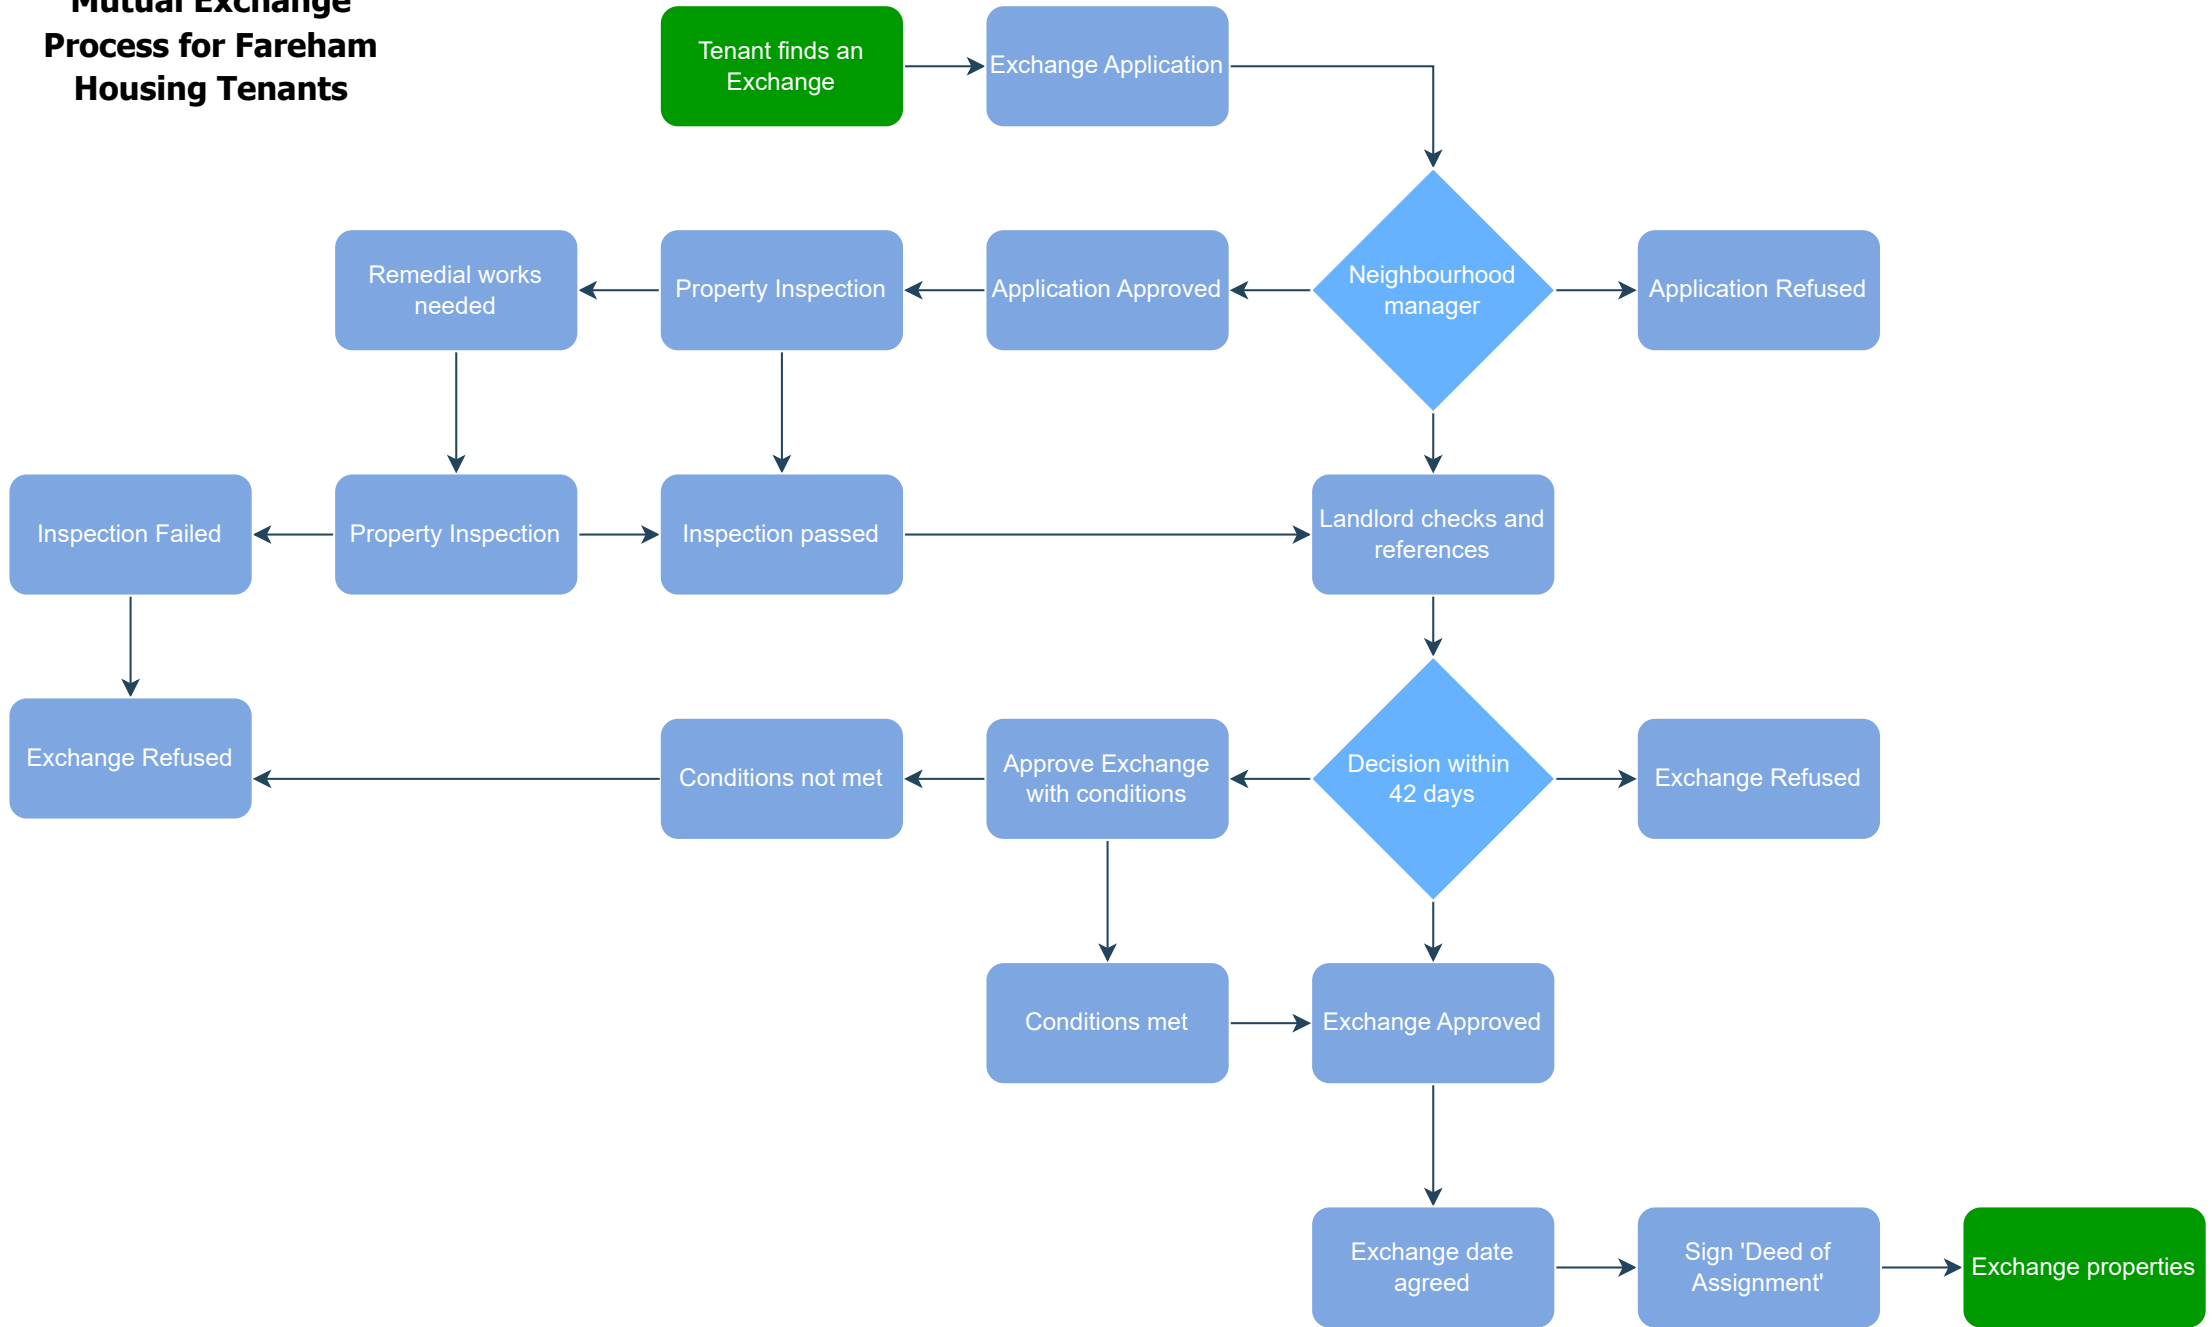 Mutual Exchange
Process for Fareham
Housing Tenants
Tenant finds an
Exchange
Exchange Application
Remedial works
needed
Property Inspection
Application Approved
Neighbourhood
manager
Application Refused
Inspection Failed
Property Inspection
Inspection passed
Landlord checks and
references
Exchange Refused
Conditions not met
Approve Exchange
with conditions
Decision within
42 days
Exchange Refused
Conditions met
Exchange Approved
Exchange date
agreed
Sign 'Deed of
Assignment'
Exchange properties